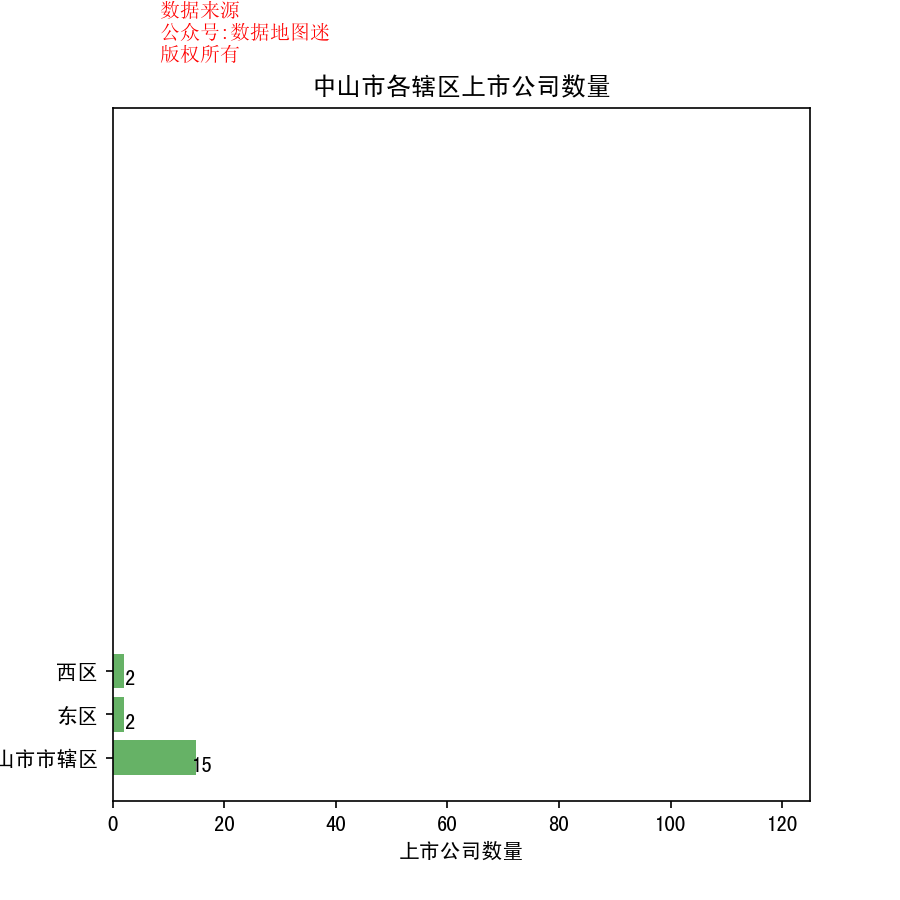 数据来源
公众号:数据地图迷
版权所有
中山市各辖区上市公司数量
西区
2
东区
2
山市市辖区
15
0 20 40 60 80 100 120
上市公司数量